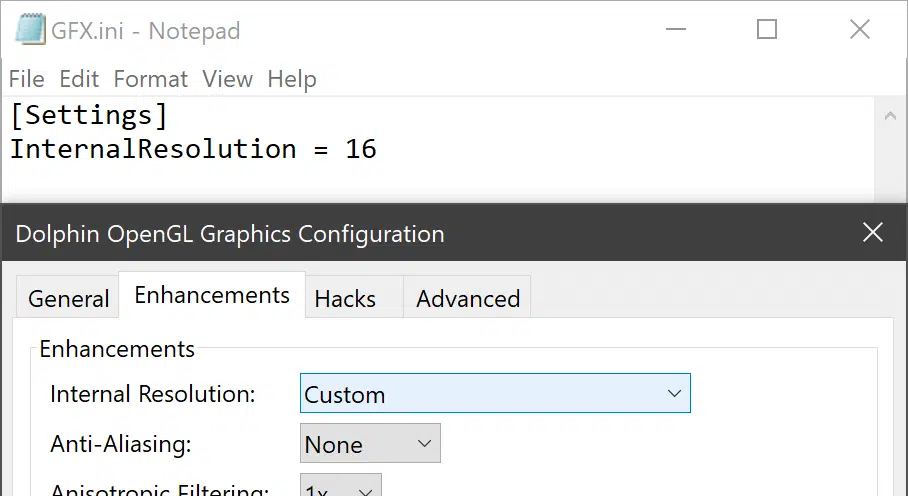 GFX.ini - Notepad
File Edit Format View Help
[Settings]
InternalResolution = 16
Dolphin OpenGL Graphics Configuration
General Enhancements Hacks Advanced
Enhancements
Internal Resolution: Custom
Anti-Aliasing: None
Anisotropic Filtering: 1x